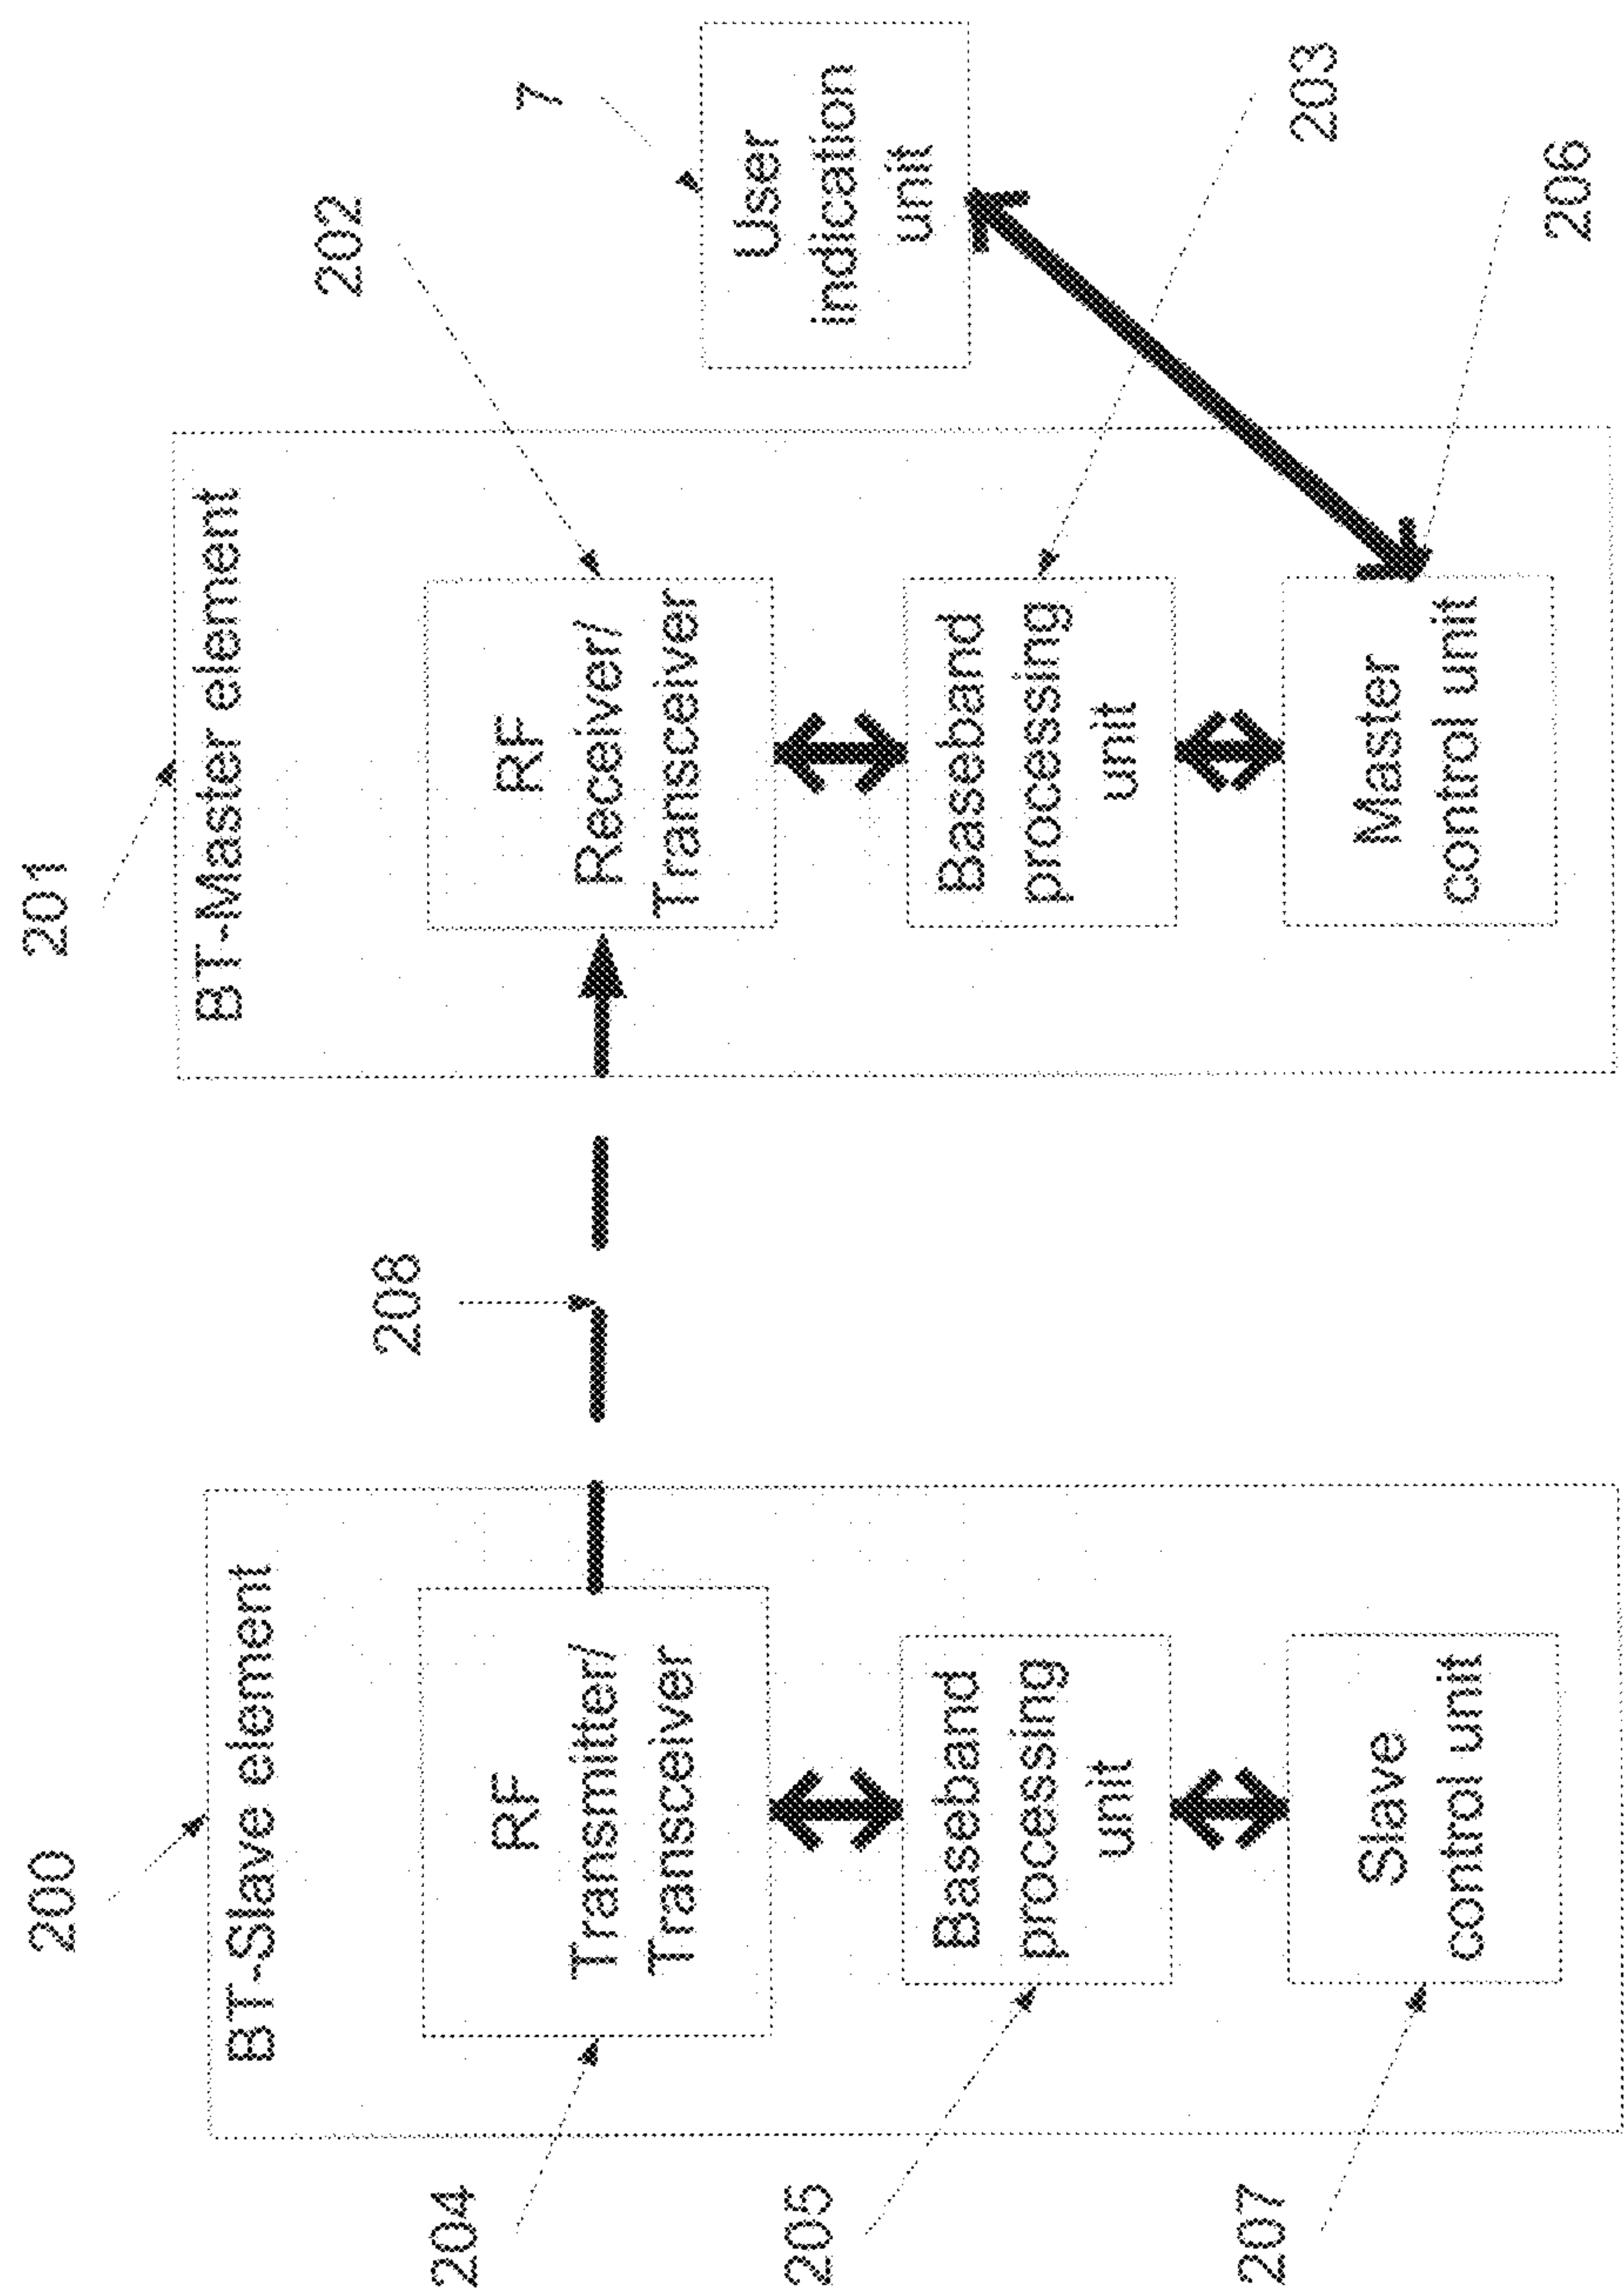 200
BT-Slave element
204
RF
Transmitter/
Transceiver
205
Baseband
processing
unit
207
Slave
control unit
208
201
BT-Master element
202
RF
Receiver/
Transceiver
203
Baseband
processing
unit
206
Master
control unit
7
User
indication
unit